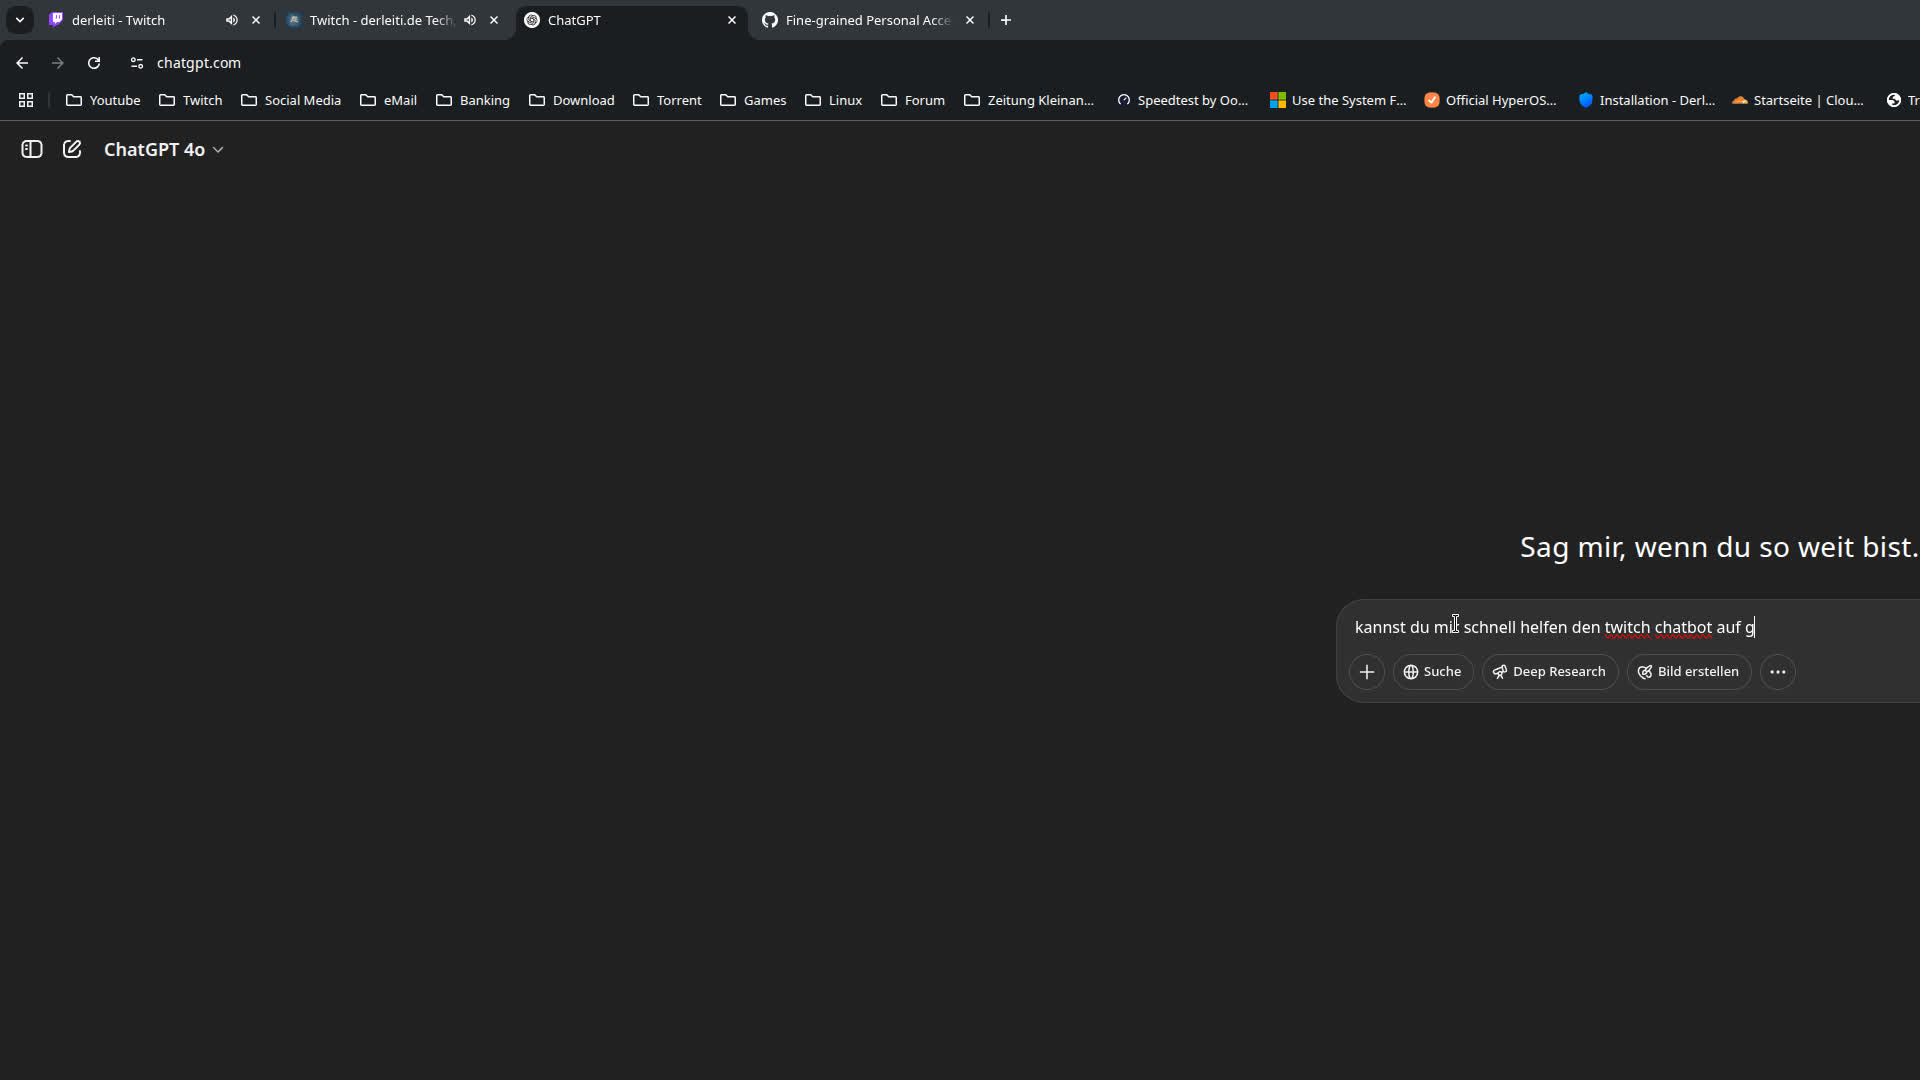 derleiti - Twitch
Twitch - derleiti.de Tech
ChatGPT
Fine-grained Personal Acce
chatgpt.com
Youtube
Twitch
Social Media
eMail
Banking
Download
Torrent
Games
Linux
Forum
Zeitung Kleinan...
Speedtest by Oo...
Use the System F...
Official HyperOS...
Installation - Derl...
Startseite | Clou...
Tr
ChatGPT 4o
Sag mir, wenn du so weit bist.
kannst du mir schnell helfen den twitch chatbot auf g
Suche
Deep Research
Bild erstellen